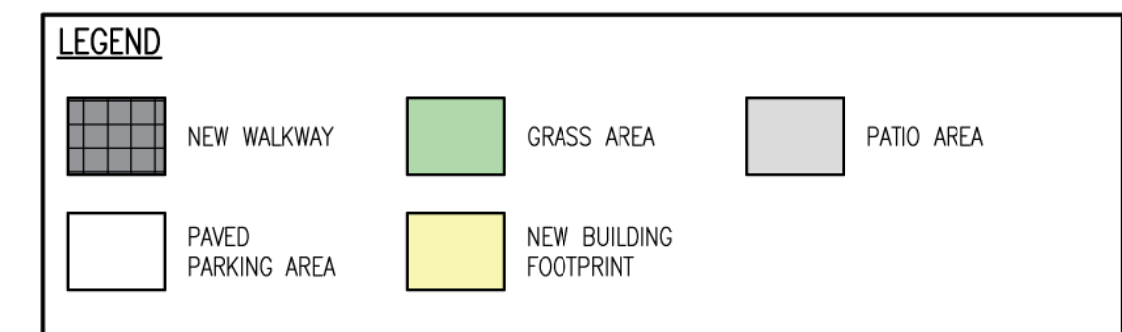 LEGEND
NEW WALKWAY
GRASS AREA
PATIO AREA
PAVED
PARKING AREA
NEW BUILDING
FOOTPRINT